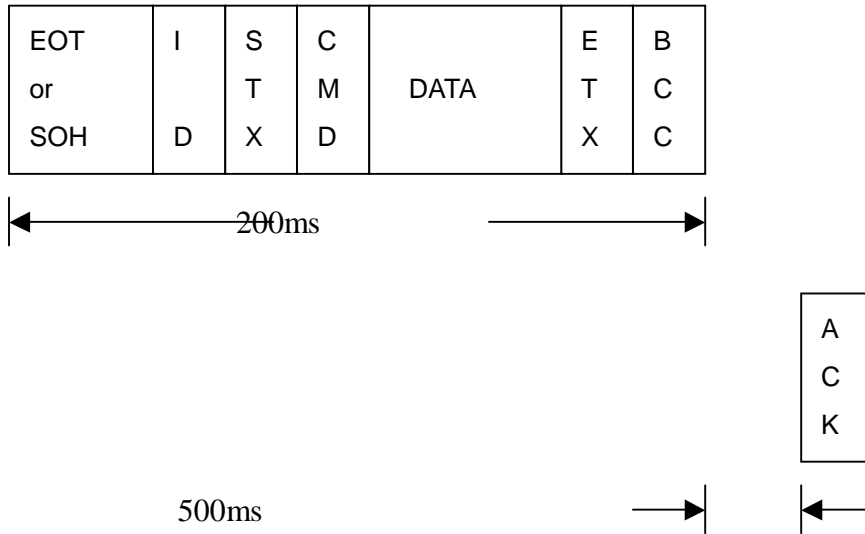 EOT or SOH
I D
S T X
C M D
DATA
E T X
B C C
200ms
A C K
500ms